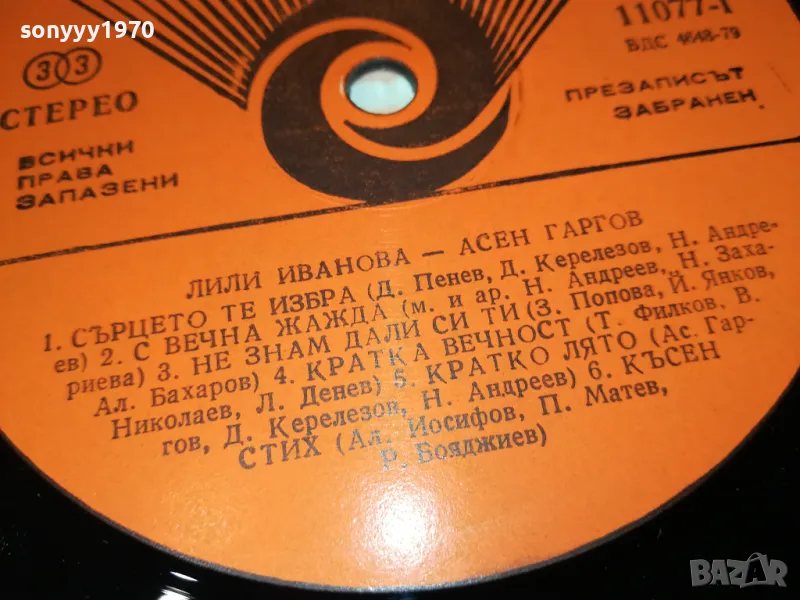 sonyyy1970
33
СТЕРЕО
ВСИЧКИ
ПРАВА
ЗАПАЗЕНИ
11077-I
БДС 4648-79
ПРЕЗАПИСЪТ
ЗАБРАНЕН
ЛИЛИ ИВАНОВА — АСЕН ГАРГОВ
1. СЪРЦЕТО ТЕ ИЗБРА (Д. Пенев, Д. Керелезов, Н. Андре-
ев) 2. С ВЕЧНА ЖАЖДА (м. и ар. Н. Андреев, Н. Заха-
риева) 3. НЕ ЗНАМ ДАЛИ СИ ТИ (З. Попова, Й. Янков,
Ал. Бахаров) 4. КРАТКА ВЕЧНОСТ (Т. Филков, В.
Николаев, Л. Денев) 5. КРАТКО ЛЯТО (Ас. Гар-
гов, Д. Керелезов, Н. Андреев) 6. КЪСЕН
СТИХ (Ал. Иосифов, П. Матев,
Р. Бояджиев)
BAZAR